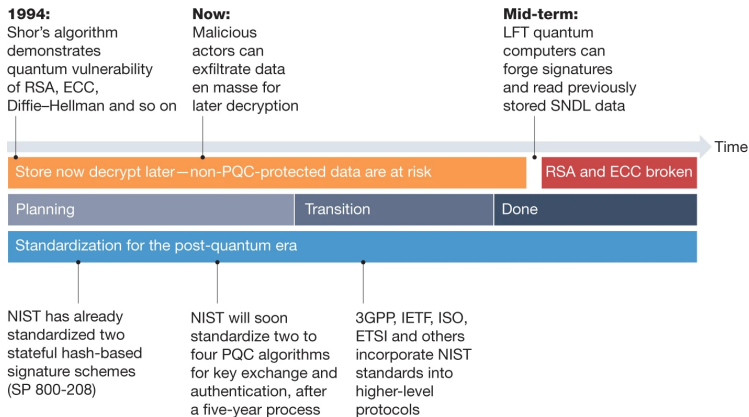 1994:
Shor’s algorithm
demonstrates
quantum vulnerability
of RSA, ECC,
Diffie–Hellman and so on
Now:
Malicious
actors can
exfiltrate data
en masse for
later decryption
Mid-term:
LFT quantum
computers can
forge signatures
and read previously
stored SNDL data
Time
Store now decrypt later—non-PQC-protected data are at risk
RSA and ECC broken
Planning
Transition
Done
Standardization for the post-quantum era
NIST has already
standardized two
stateful hash-based
signature schemes
(SP 800-208)
NIST will soon
standardize two to
four PQC algorithms
for key exchange and
authentication, after
a five-year process
3GPP, IETF, ISO,
ETSI and others
incorporate NIST
standards into
higher-level
protocols